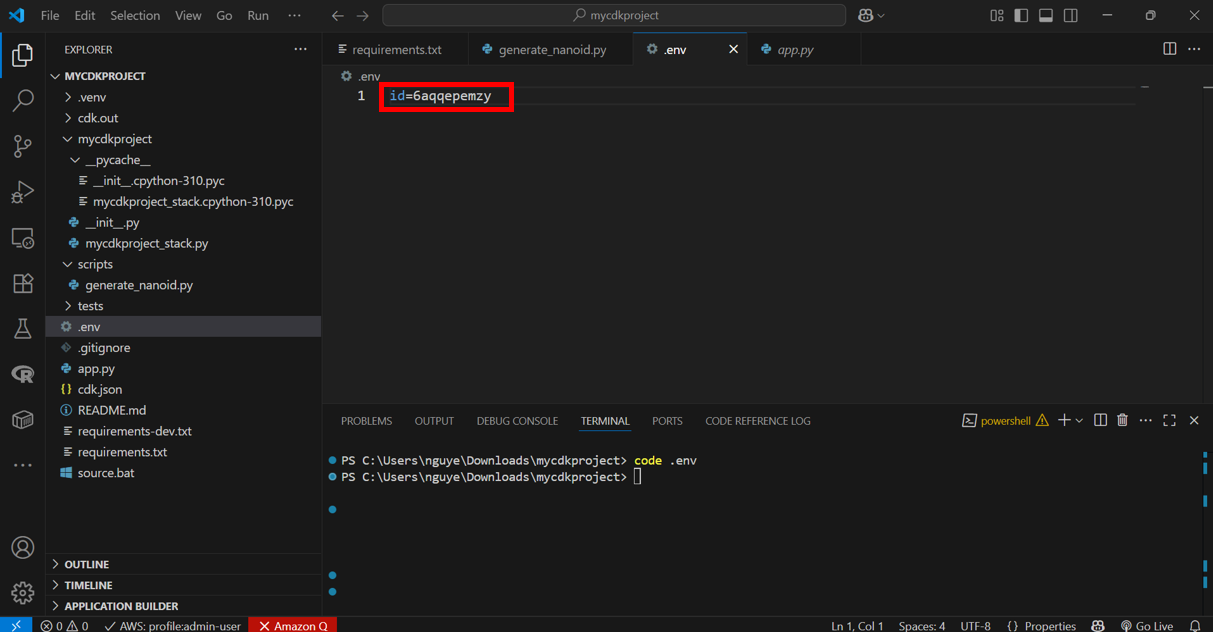 File Edit Selection View Go Run ···
mycdkproject
EXPLORER ···
requirements.txt
generate_nanoid.py
.env
app.py
MYCDKPROJECT
.venv
cdk.out
mycdkproject
__pycache__
__init__.cpython-310.pyc
mycdkproject_stack.cpython-310.pyc
__init__.py
mycdkproject_stack.py
scripts
generate_nanoid.py
tests
.env
.gitignore
app.py
cdk.json
README.md
requirements-dev.txt
requirements.txt
source.bat
OUTLINE
TIMELINE
APPLICATION BUILDER
.env
1 id=6aqqepemzy
PROBLEMS OUTPUT DEBUG CONSOLE TERMINAL PORTS CODE REFERENCE LOG
powershell
PS C:\Users\nguye\Downloads\mycdkproject> code .env
PS C:\Users\nguye\Downloads\mycdkproject>
0 0 AWS: profile:admin-user Amazon Q Ln 1, Col 1 Spaces: 4 UTF-8 {} Properties Go Live